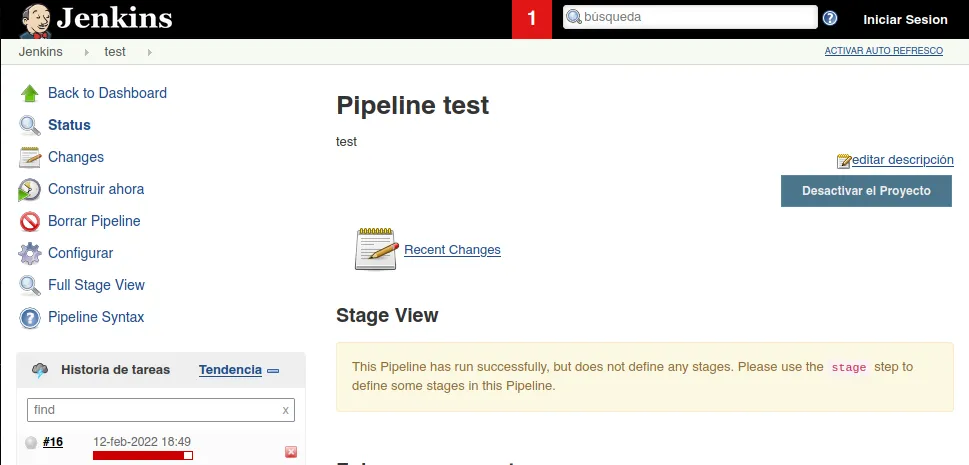 Jenkins
1
búsqueda
Iniciar Sesion
Jenkins
test
ACTIVAR AUTO REFRESCO
Back to Dashboard
Status
Changes
Construir ahora
Borrar Pipeline
Configurar
Full Stage View
Pipeline Syntax
Historia de tareas
Tendencia
find
x
#16
12-feb-2022 18:49
Pipeline test
test
editar descripción
Desactivar el Proyecto
Recent Changes
Stage View
This Pipeline has run successfully, but does not define any stages. Please use the stage step to
define some stages in this Pipeline.